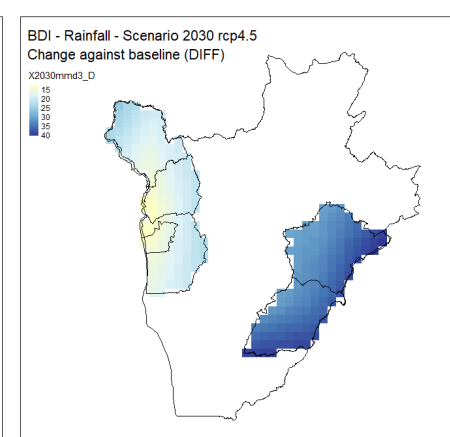 BDI - Rainfall - Scenario 2030 rcp4.5
Change against baseline (DIFF)
X2030mmd3_D
15
20
25
30
35
40